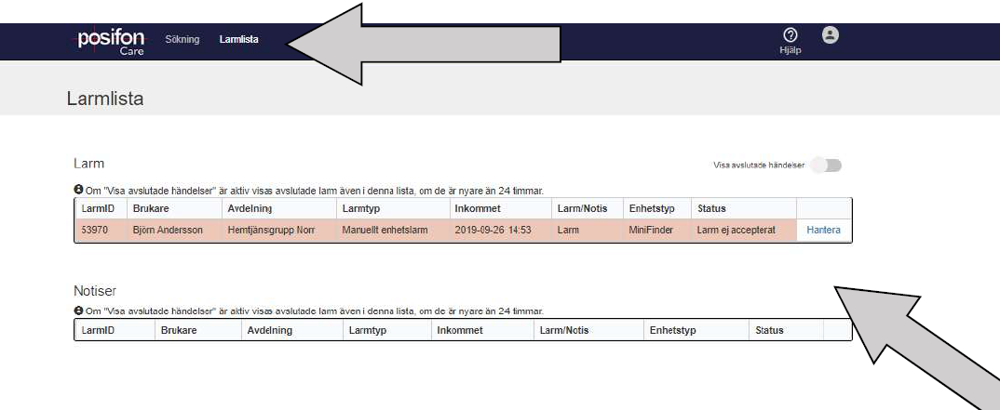 posifon
Care
Sökning
Larmlista
Hjälp
Larmlista
Larm
Visa avslutade händelser
Om "Visa avslutade händelser" är aktiv visas avslutade larm även i denna lista, om de är nyare än 24 timmar.
LarmID Brukare Avdelning Larmtyp Inkommet Larm/Notis Enhetstyp Status
53970 Björn Andersson Hemtjänsgrupp Norr Manuellt enhetslarm 2019-09-26 14:53 Larm MiniFinder Larm ej accepterat Hantera
Notiser
Om "Visa avslutade händelser" är aktiv visas avslutade larm även i denna lista, om de är nyare än 24 timmar.
LarmID Brukare Avdelning Larmtyp Inkommet Larm/Notis Enhetstyp Status